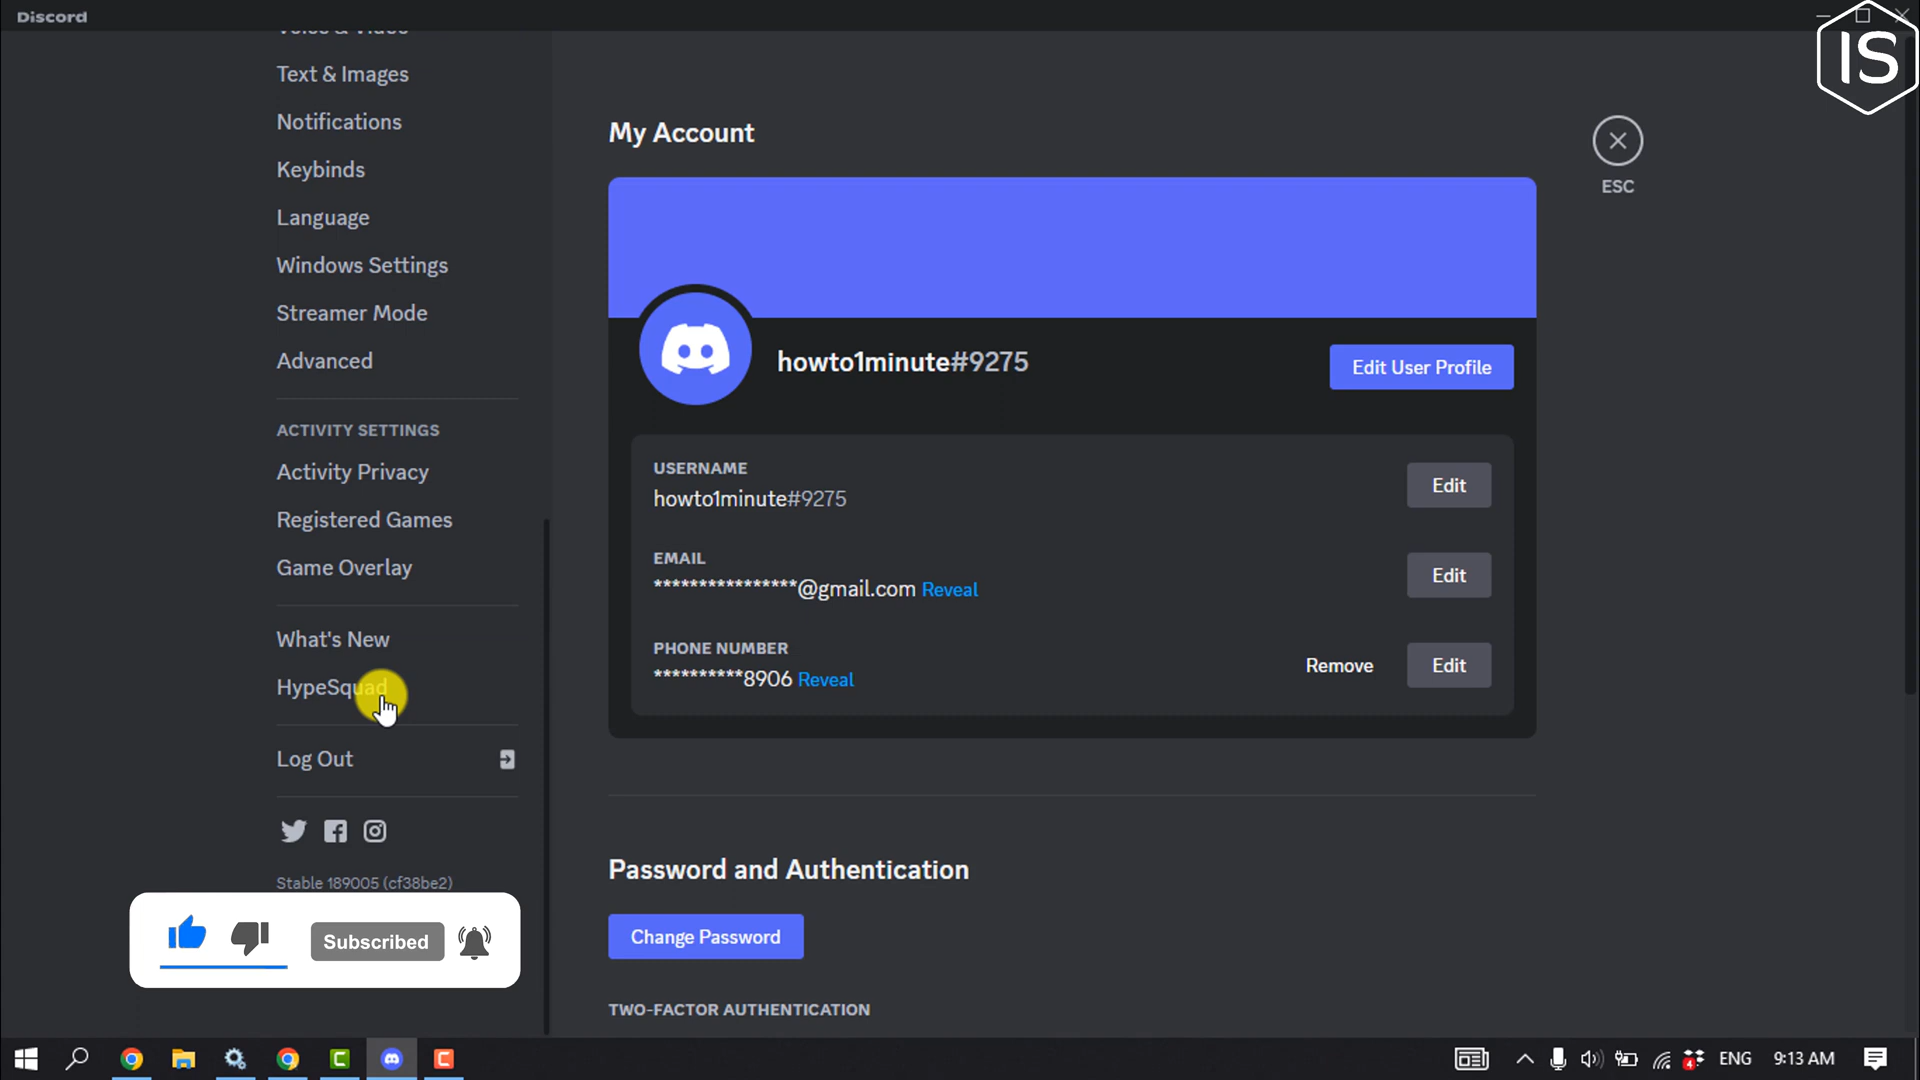 Discord
IS
Voice & Video
Text & Images
Notifications
Keybinds
Language
Windows Settings
Streamer Mode
Advanced
ACTIVITY SETTINGS
Activity Privacy
Registered Games
Game Overlay
What's New
HypeSquad
Log Out
Stable 189005 (cf38be2)
Subscribed
My Account
ESC
howto1minute#9275
Edit User Profile
USERNAME
howto1minute#9275
Edit
EMAIL
****************@gmail.com Reveal
Edit
PHONE NUMBER
**********8906 Reveal
Remove
Edit
Password and Authentication
Change Password
TWO-FACTOR AUTHENTICATION
4
ENG
9:13 AM